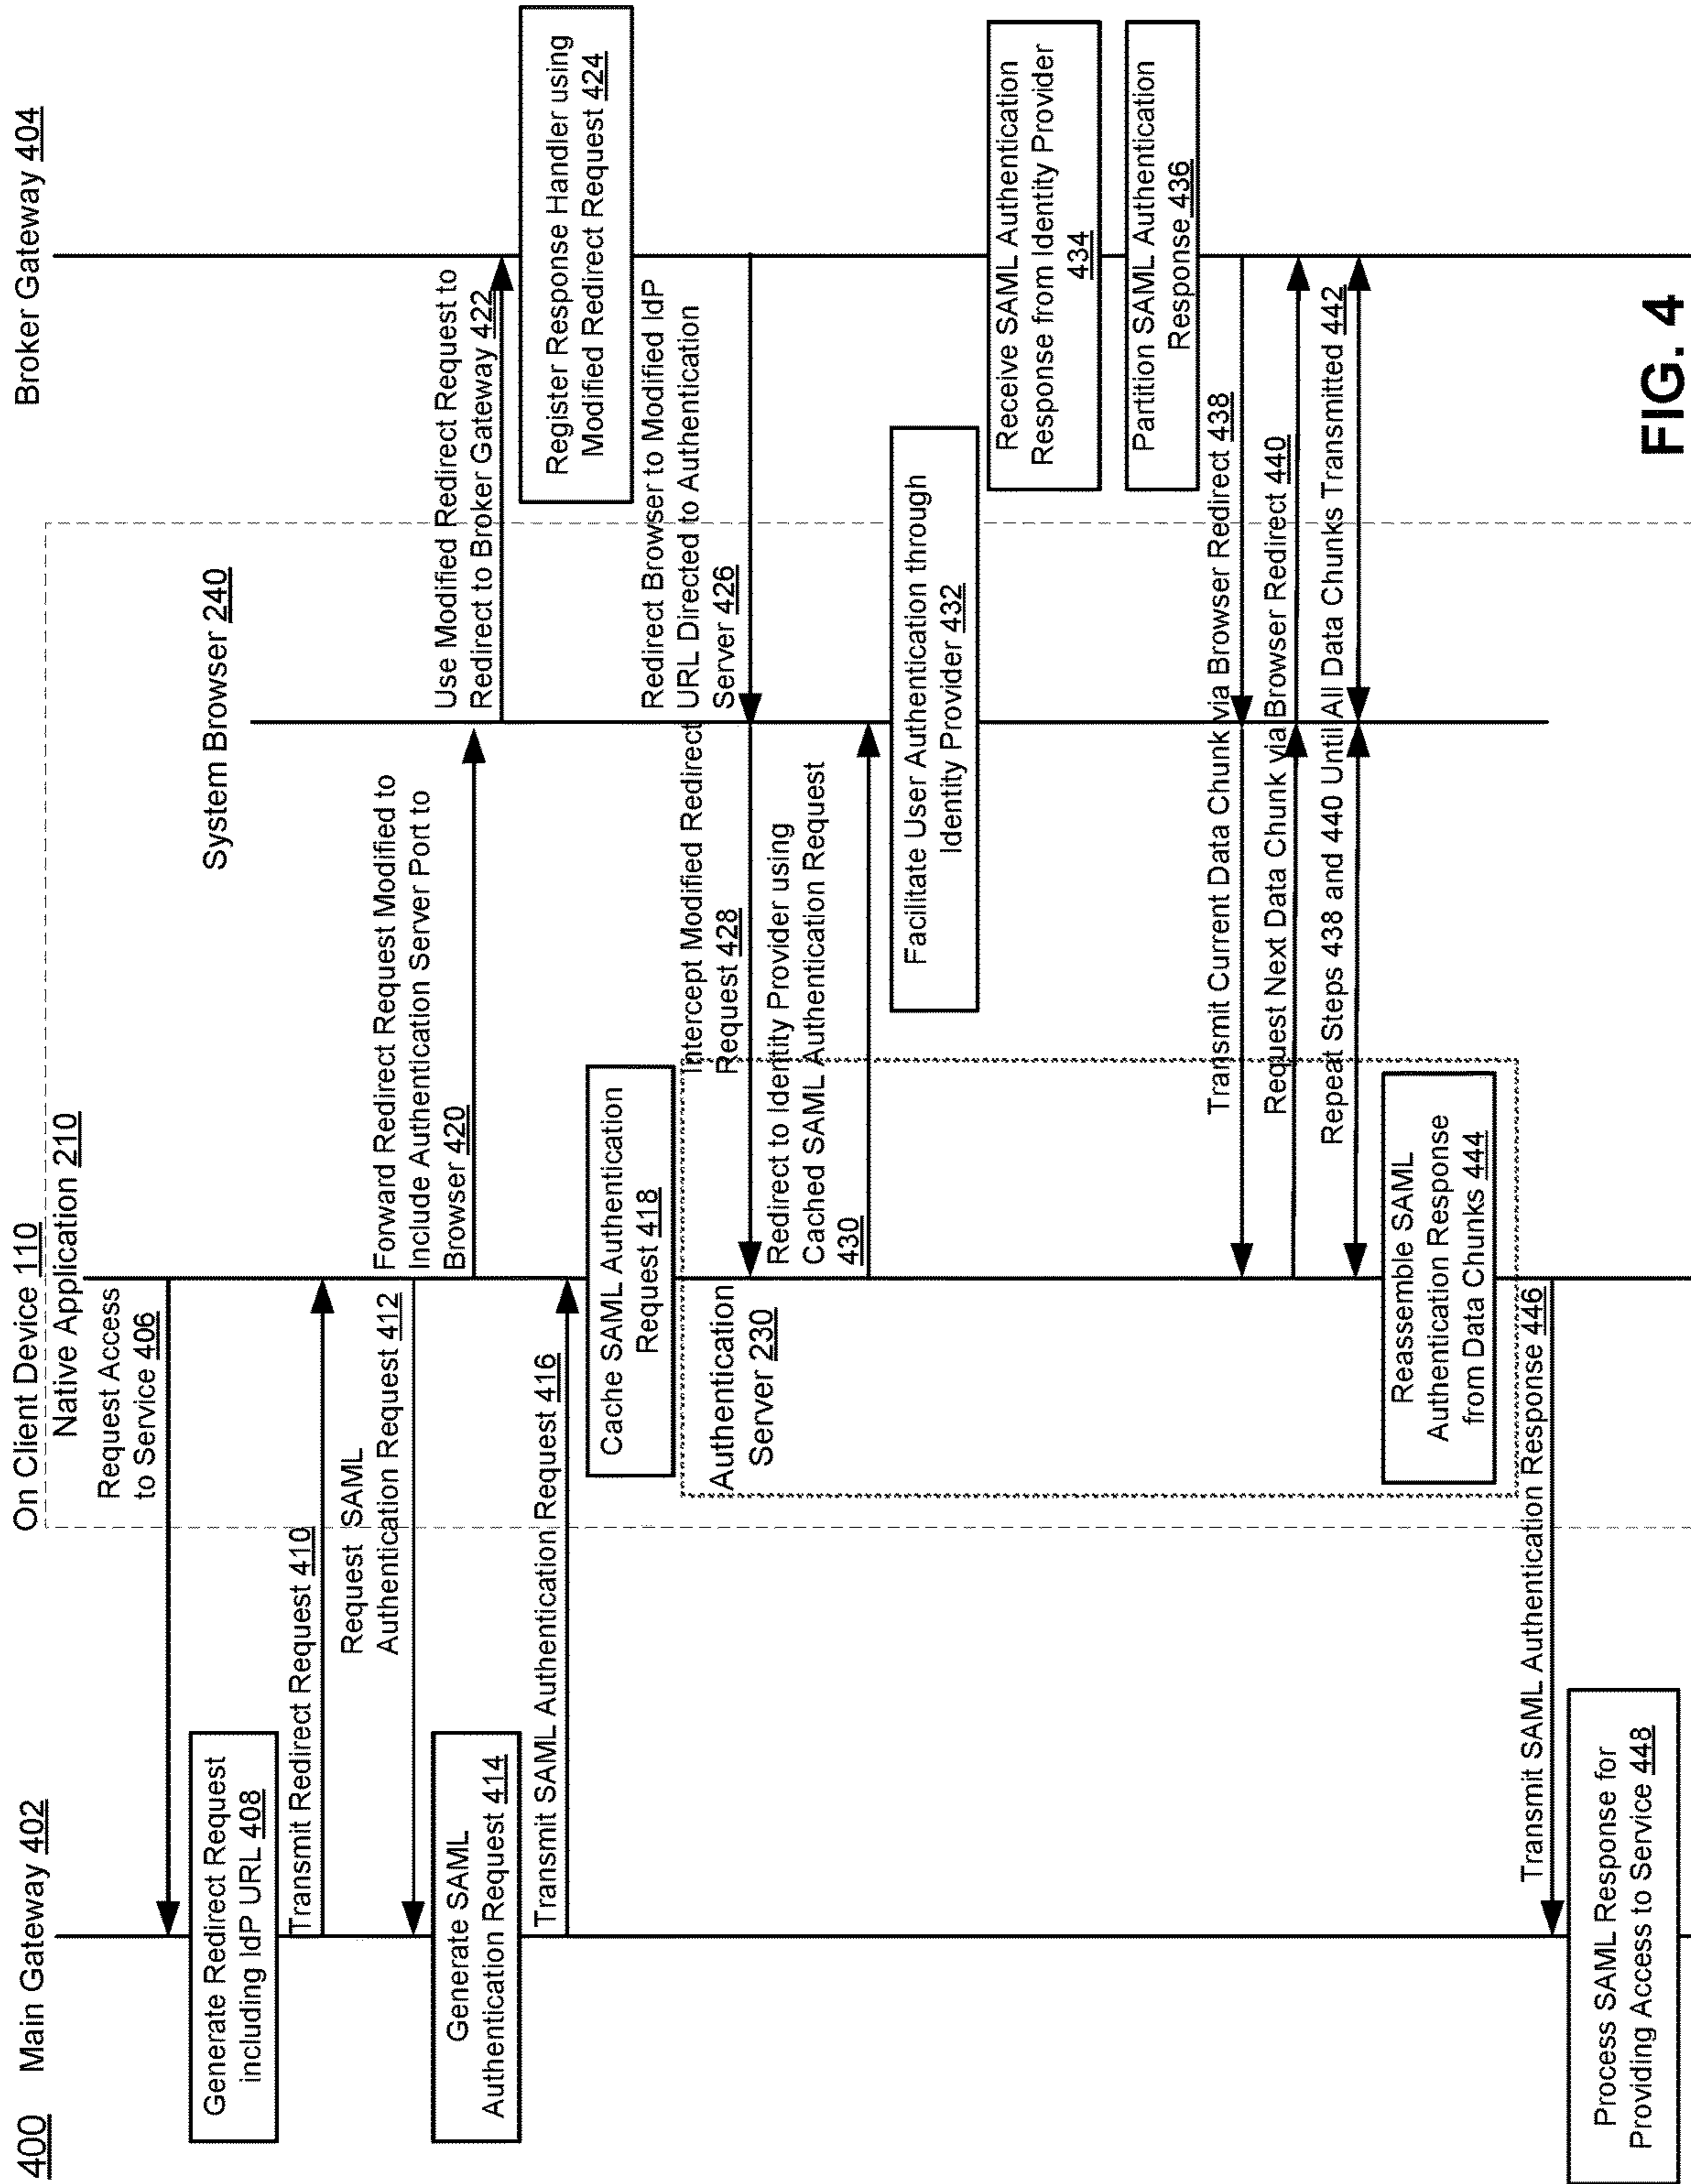 400
Main Gateway 402
On Client Device 110
Native Application 210
System Browser 240
Broker Gateway 404
Request Access
to Service 406
Generate Redirect Request
including IdP URL 408
Transmit Redirect Request 410
Request SAML
Authentication Request 412
Generate SAML
Authentication Request 414
Transmit SAML Authentication Request 416
Cache SAML Authentication
Request 418
Forward Redirect Request Modified to
Include Authentication Server Port to
Browser 420
Use Modified Redirect Request to
Redirect to Broker Gateway 422
Register Response Handler using
Modified Redirect Request 424
Redirect Browser to Modified IdP
URL Directed to Authentication
Server 426
Intercept Modified Redirect
Request 428
Authentication
Server 230
Redirect to Identity Provider using
Cached SAML Authentication Request
430
Facilitate User Authentication through
Identity Provider 432
Receive SAML Authentication
Response from Identity Provider
434
Partition SAML Authentication
Response 436
Transmit Current Data Chunk via Browser Redirect 438
Request Next Data Chunk via Browser Redirect 440
Repeat Steps 438 and 440 Until All Data Chunks Transmitted 442
Reassemble SAML
Authentication Response
from Data Chunks 444
Transmit SAML Authentication Response 446
Process SAML Response for
Providing Access to Service 448
FIG. 4